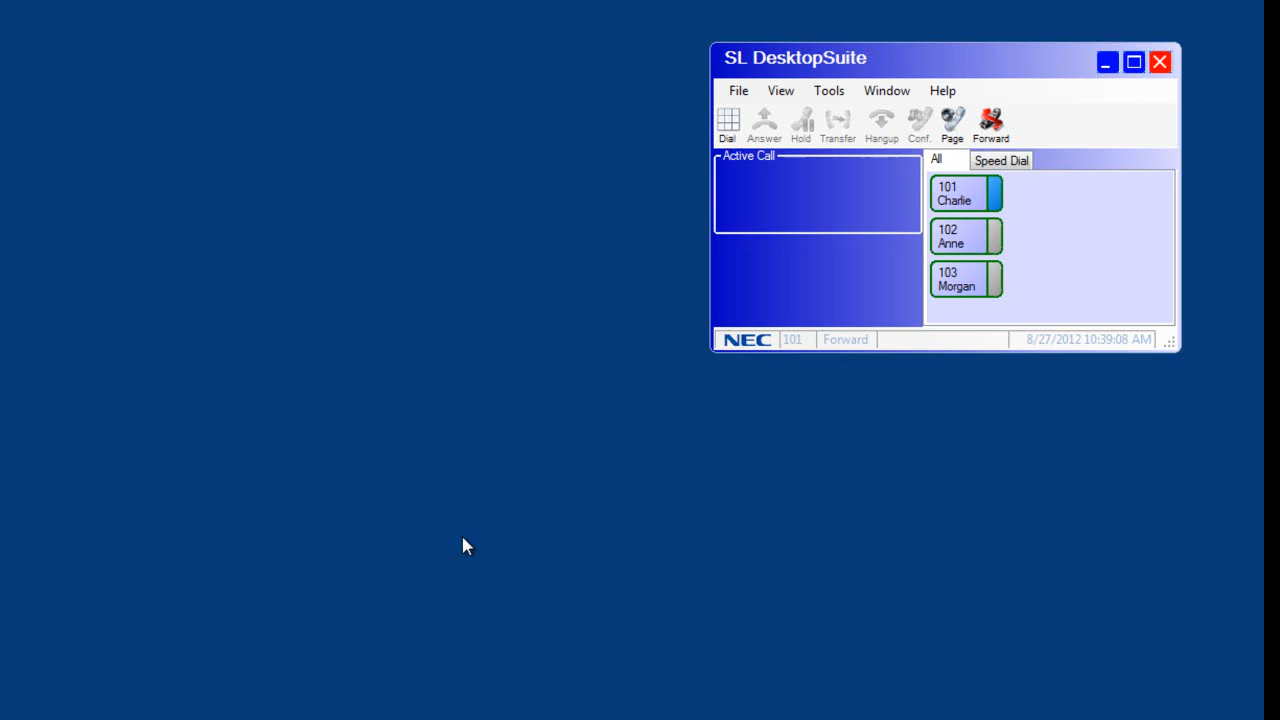 SL DesktopSuite
File View Tools Window Help
Dial Answer Hold Transfer Hangup Conf. Page Forward
Active Call
All Speed Dial
101
Charlie
102
Anne
103
Morgan
NEC 101 Forward 8/27/2012 10:39:08 AM